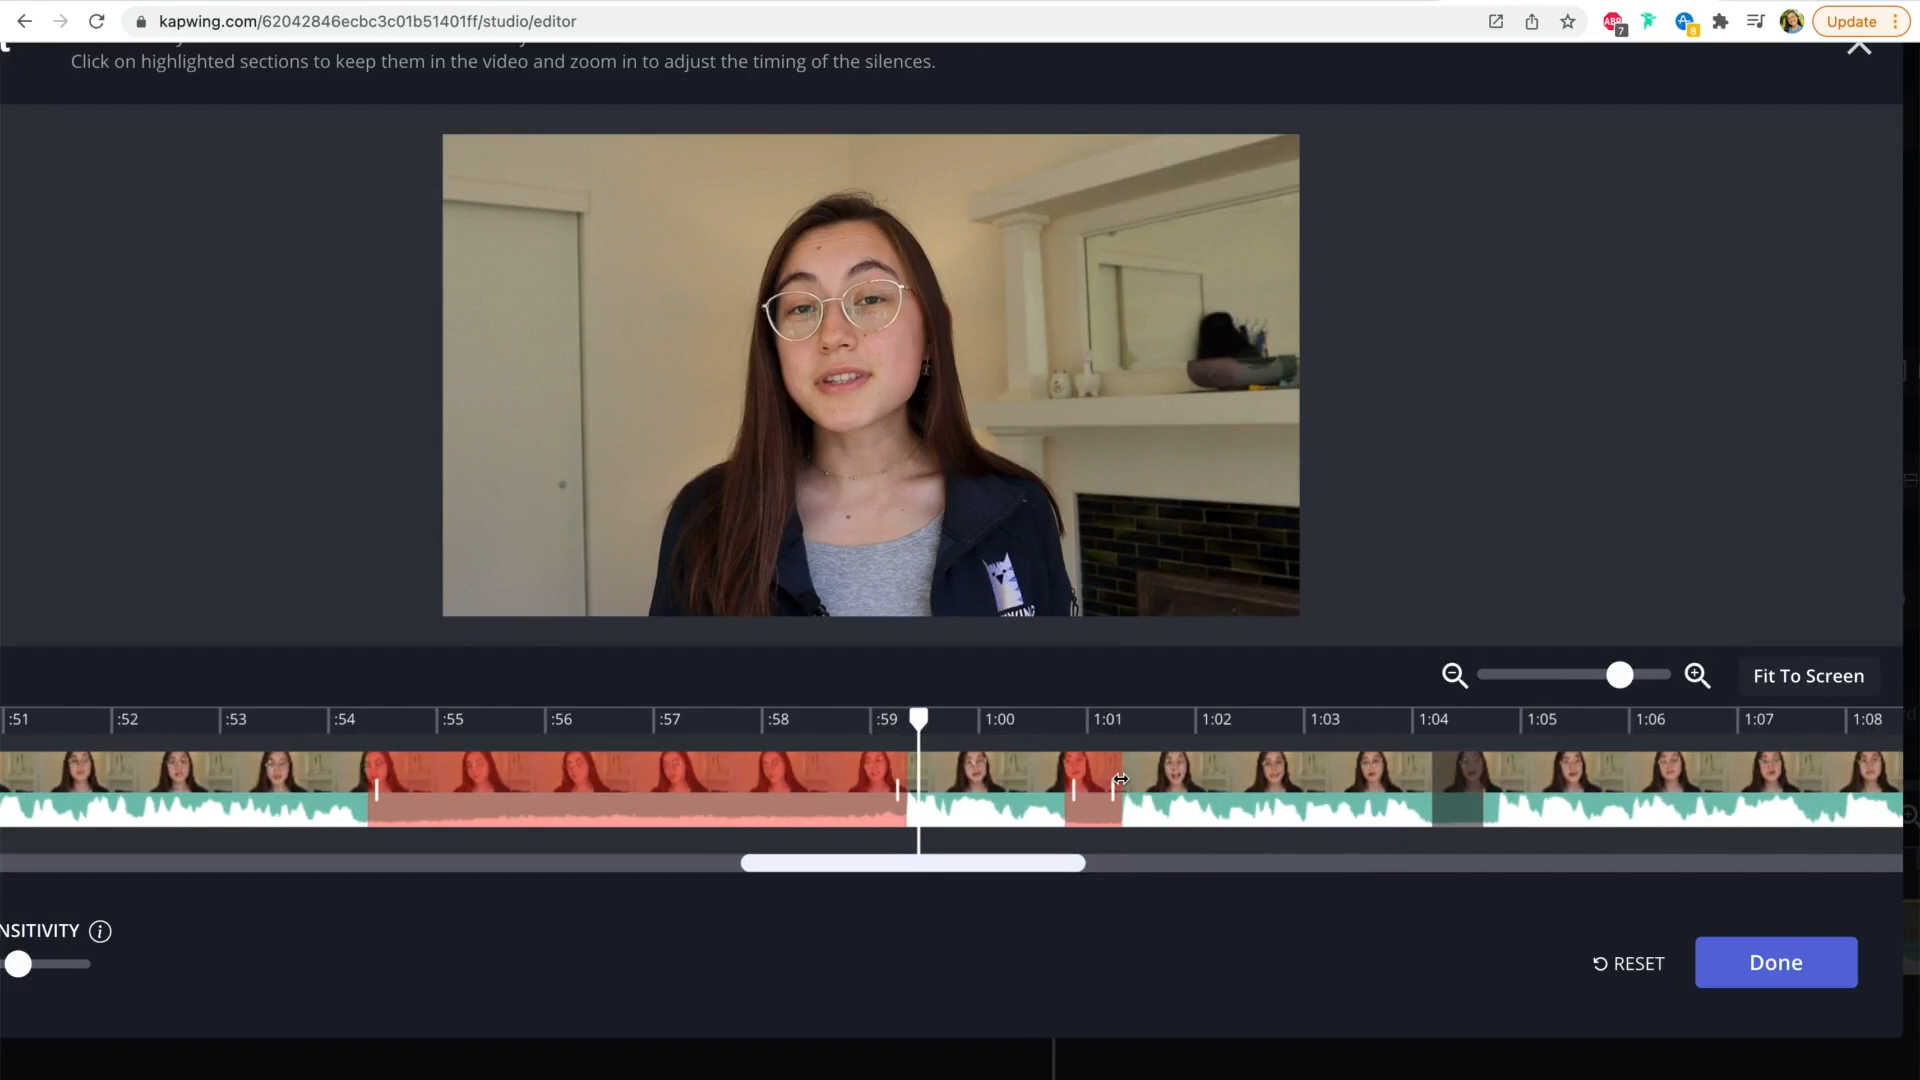 kapwing.com/62042846ecbc3c01b51401ff/studio/editor
7
8
Update
Click on highlighted sections to keep them in the video and zoom in to adjust the timing of the silences.
Fit To Screen
:51 :52 :53 :54 :55 :56 :57 :58 :59 1:00 1:01 1:02 1:03 1:04 1:05 1:06 1:07 1:08
NSITIVITY
RESET
Done